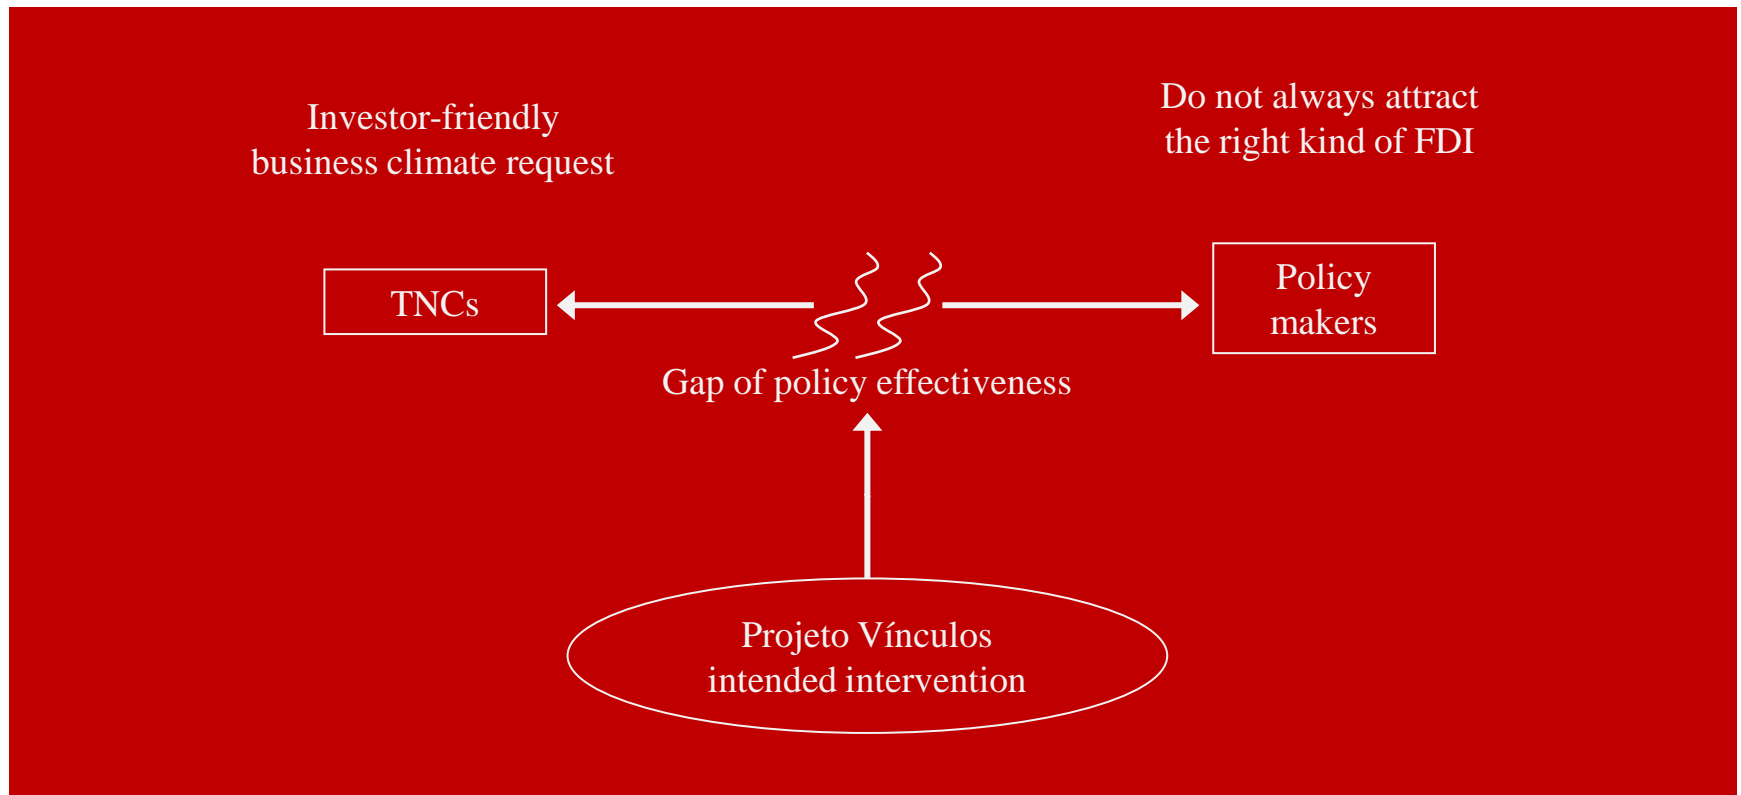 Investor-friendly
business climate request
Do not always attract
the right kind of FDI
TNCs
Policy
makers
Gap of policy effectiveness
Projeto Vínculos
intended intervention